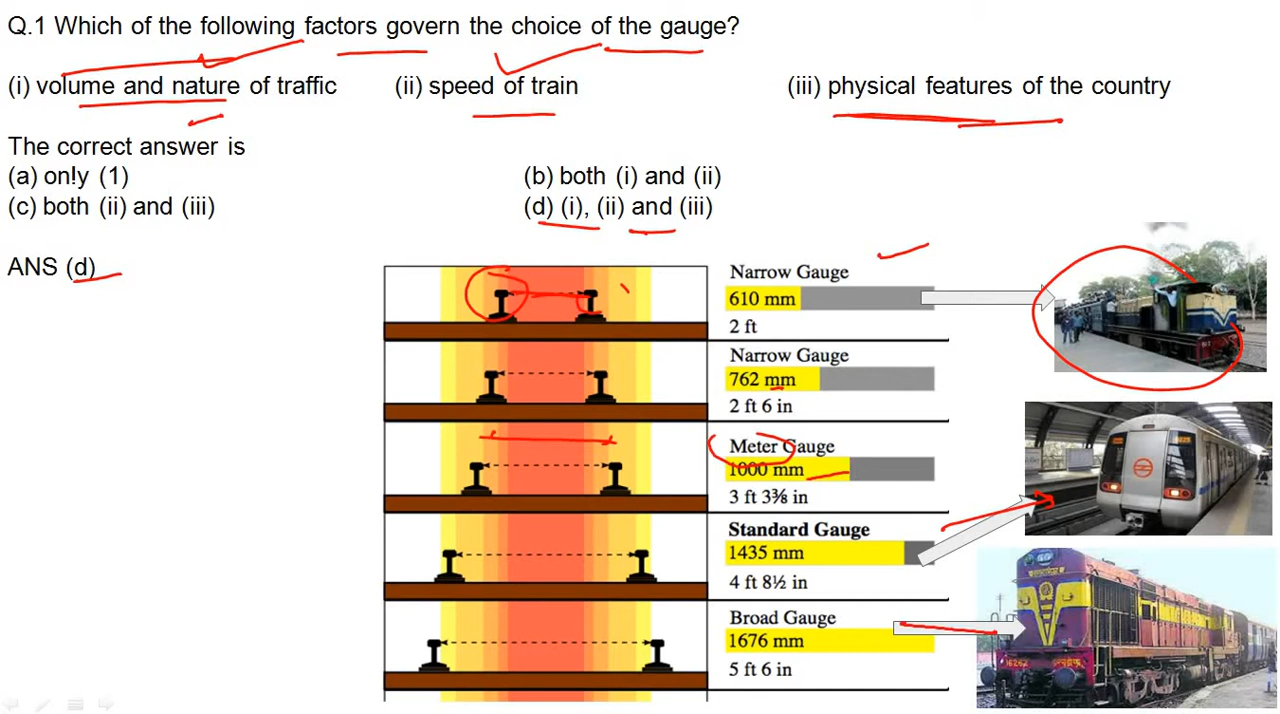 Q.1 Which of the following factors govern the choice of the gauge?
(i) volume and nature of traffic (ii) speed of train (iii) physical features of the country
The correct answer is
(a) only (1) (b) both (i) and (ii)
(c) both (ii) and (iii) (d) (i), (ii) and (iii)
ANS (d)
Narrow Gauge
610 mm
2 ft
Narrow Gauge
762 mm
2 ft 6 in
Meter Gauge
1000 mm
3 ft 3⅜ in
Standard Gauge
1435 mm
4 ft 8½ in
Broad Gauge
1676 mm
5 ft 6 in